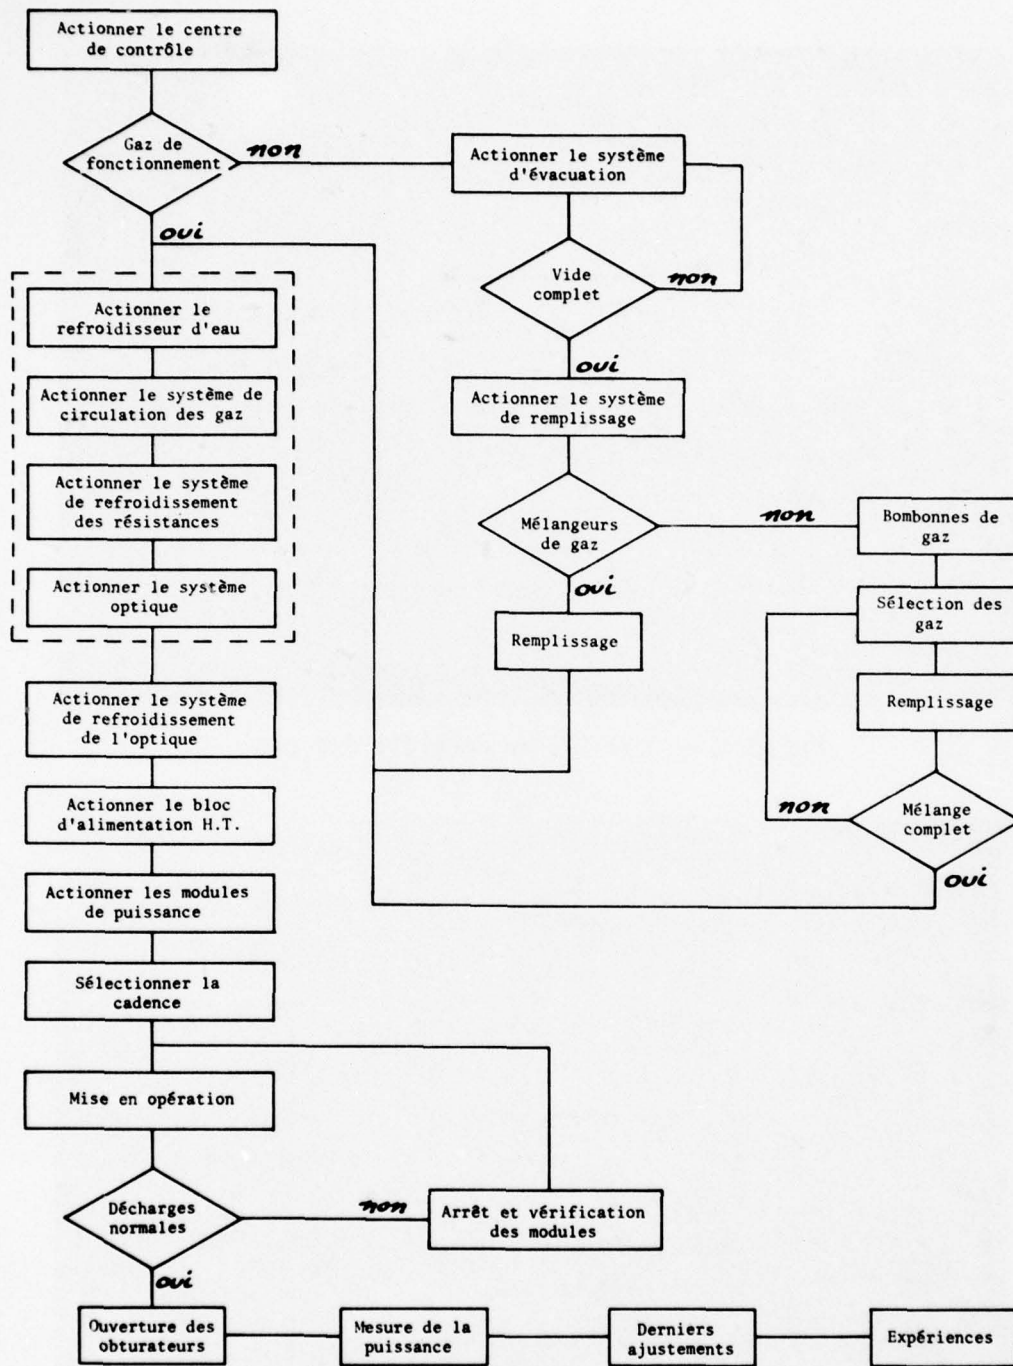 Actionner le centre
de contrôle
Gaz de
fonctionnement
non
oui
Actionner le système
d'évacuation
Vide
complet
non
oui
Actionner le
refroidisseur d'eau
Actionner le système de
circulation des gaz
Actionner le système
de refroidissement
des résistances
Actionner le système
optique
Actionner le système
de remplissage
Mélangeurs
de gaz
non
oui
Remplissage
Bombonnes de
gaz
Sélection des
gaz
Remplissage
Mélange
complet
non
oui
Actionner le système
de refroidissement
de l'optique
Actionner le bloc
d'alimentation H.T.
Actionner les modules
de puissance
Sélectionner la
cadence
Mise en opération
Décharges
normales
non
oui
Arrêt et vérification
des modules
Ouverture des
obturateurs
Mesure de la
puissance
Derniers
ajustements
Expériences